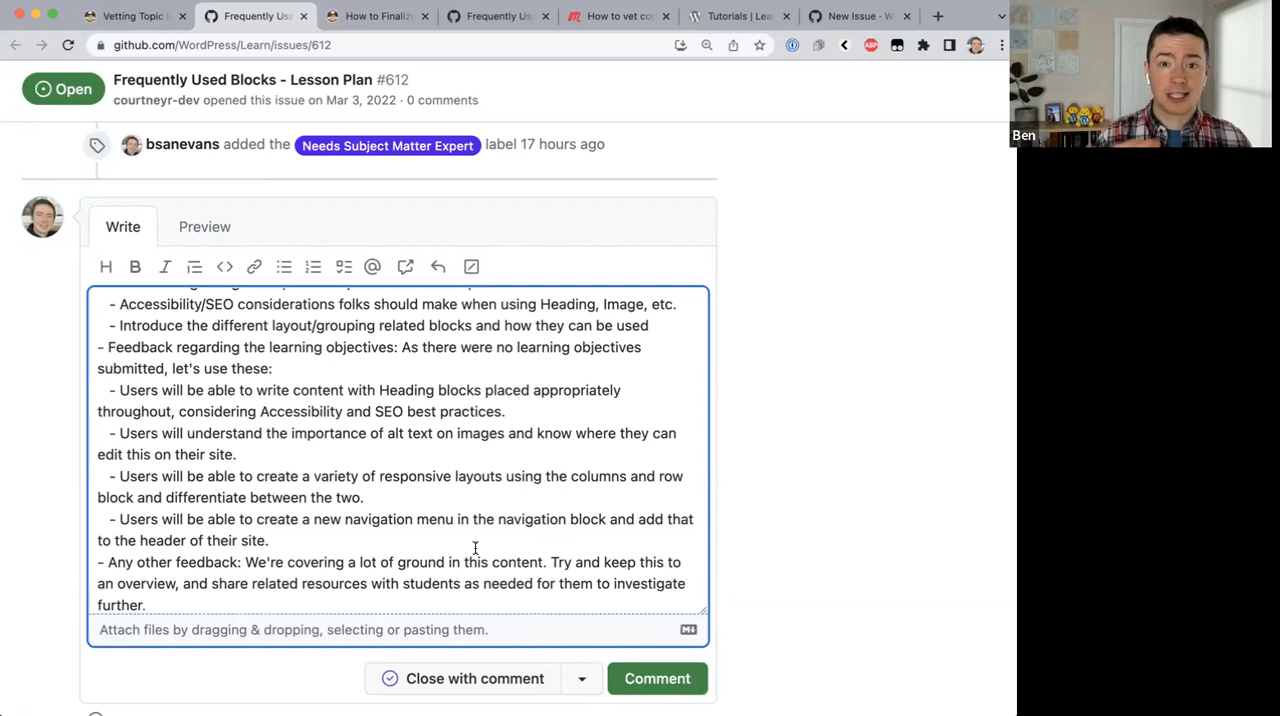 Vetting Topic I
Frequently Use
How to Finaliz
Frequently Us
How to vet co
Tutorials | Lea
New Issue · W
github.com/WordPress/Learn/issues/612
ABP
Open
Frequently Used Blocks - Lesson Plan #612
courtneyr-dev opened this issue on Mar 3, 2022 · 0 comments
Ben
bsanevans added the Needs Subject Matter Expert label 17 hours ago
Write
Preview
- Accessibility/SEO considerations folks should make when using Heading, Image, etc.
- Introduce the different layout/grouping related blocks and how they can be used
- Feedback regarding the learning objectives: As there were no learning objectives
submitted, let's use these:
- Users will be able to write content with Heading blocks placed appropriately
throughout, considering Accessibility and SEO best practices.
- Users will understand the importance of alt text on images and know where they can
edit this on their site.
- Users will be able to create a variety of responsive layouts using the columns and row
block and differentiate between the two.
- Users will be able to create a new navigation menu in the navigation block and add that
to the header of their site.
- Any other feedback: We're covering a lot of ground in this content. Try and keep this to
an overview, and share related resources with students as needed for them to investigate
further.
Attach files by dragging & dropping, selecting or pasting them.
Close with comment
Comment